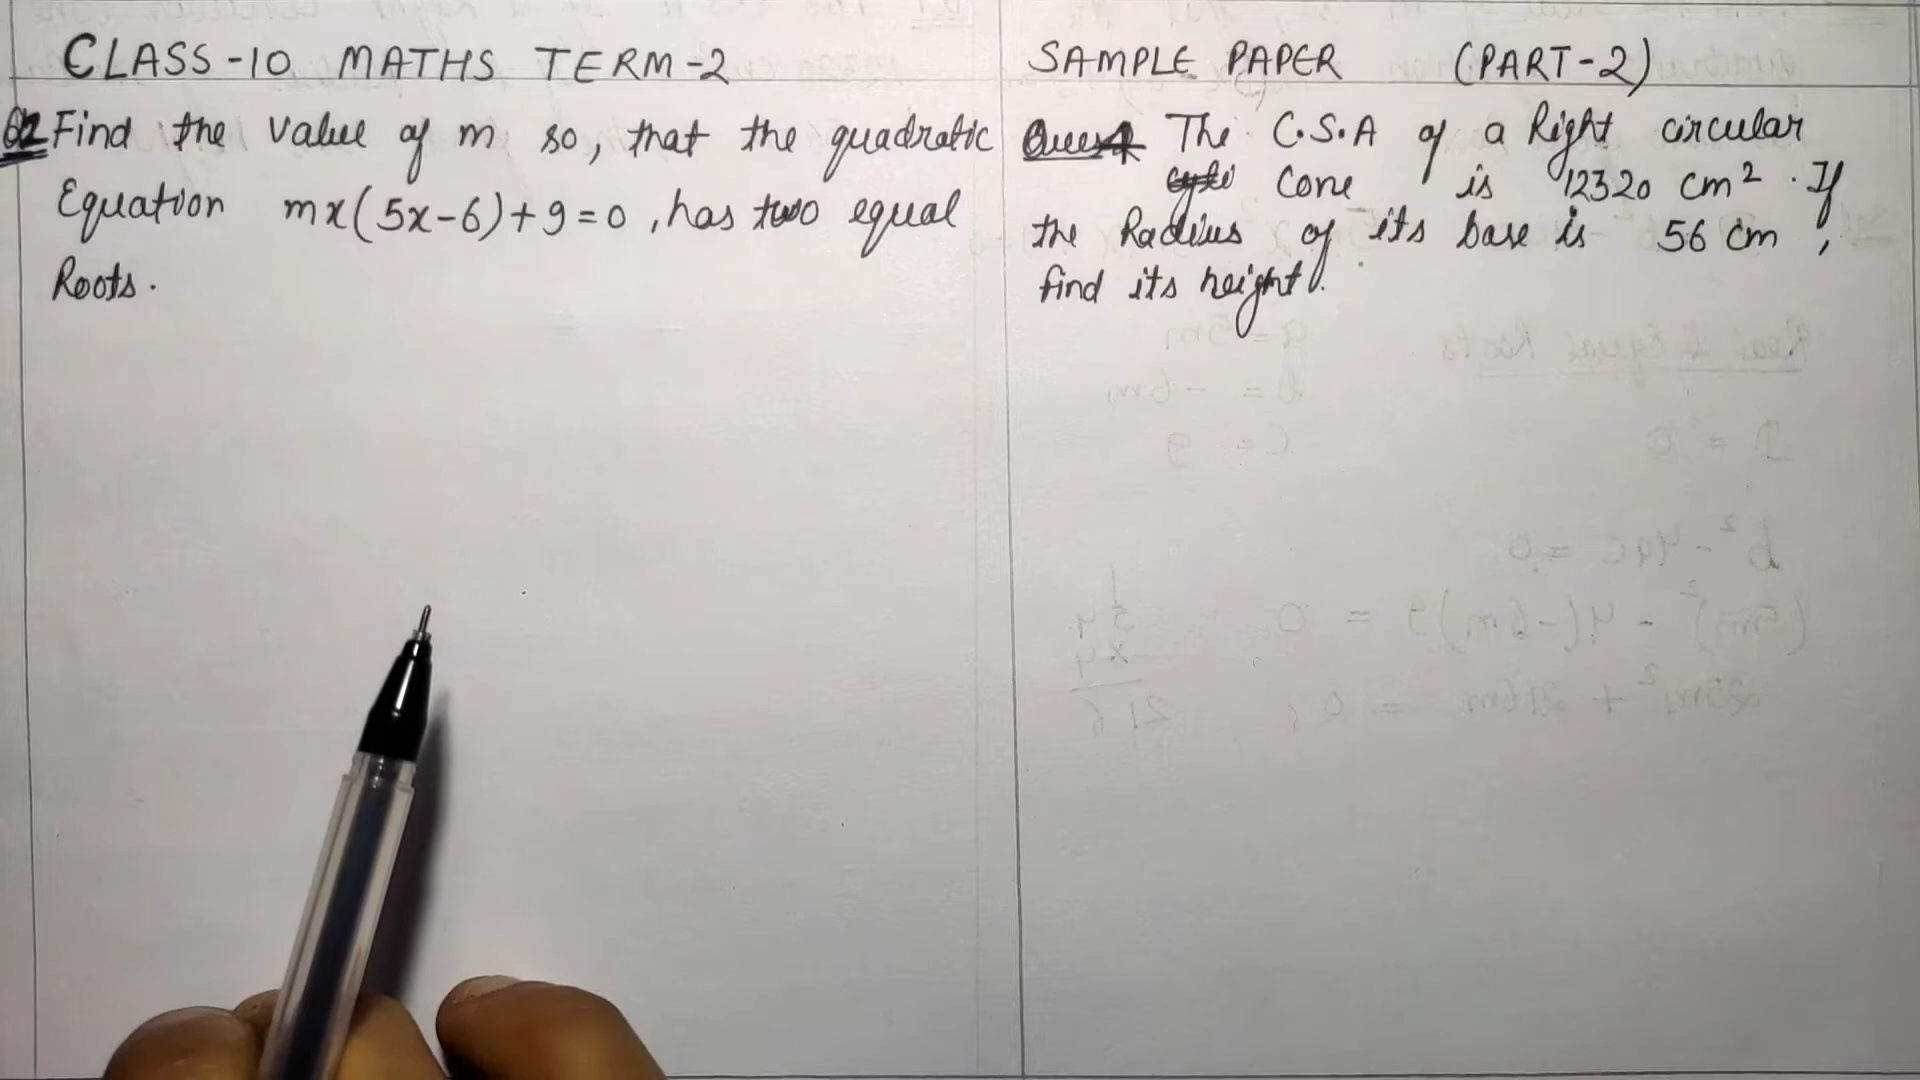 CLASS-10 MATHS TERM-2
Q2 Find the value of m so, that the quadratic
Equation mx(5x-6)+9=0, has two equal
Roots.
SAMPLE PAPER (PART-2)
The C.S.A of a Right circular
Cone is 12320 cm². If
the Radius of its base is 56 cm,
find its height.